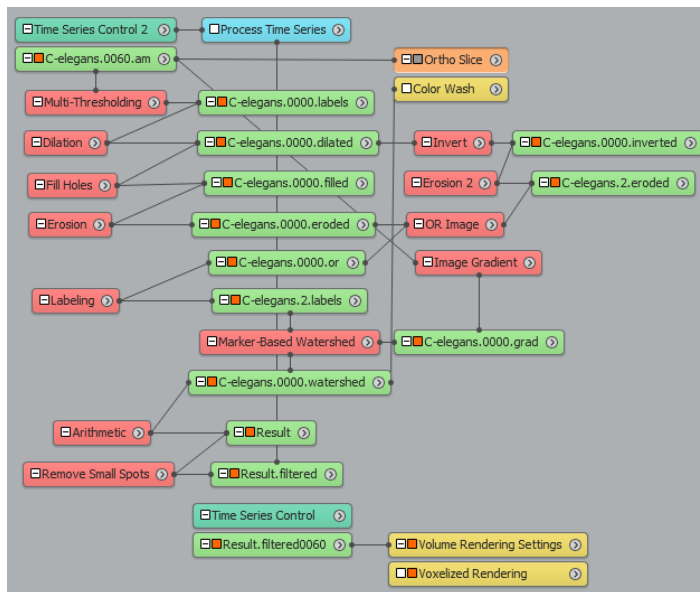 Time Series Control 2
Process Time Series
C-elegans.0060.am
Ortho Slice
Color Wash
Multi-Thresholding
C-elegans.0000.labels
Dilation
C-elegans.0000.dilated
Invert
C-elegans.0000.inverted
Fill Holes
C-elegans.0000.filled
Erosion 2
C-elegans.2.eroded
Erosion
C-elegans.0000.eroded
OR Image
C-elegans.0000.or
Image Gradient
Labeling
C-elegans.2.labels
Marker-Based Watershed
C-elegans.0000.grad
C-elegans.0000.watershed
Arithmetic
Result
Remove Small Spots
Result.filtered
Time Series Control
Result.filtered0060
Volume Rendering Settings
Voxelized Rendering